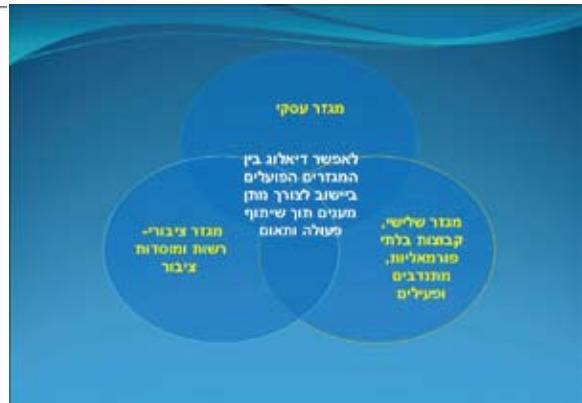 מגזר עסקי
לאפשר דיאלוג בין
המגזרים הפועלים
ביישוב לצורך מתן
מענים תוך שיתוף
פעולה ותאום
מגזר שלישי,
קבוצות בלתי
פורמאליות,
מתנדבים
ופעילים
מגזר ציבורי-
רשות ומוסדות
ציבור